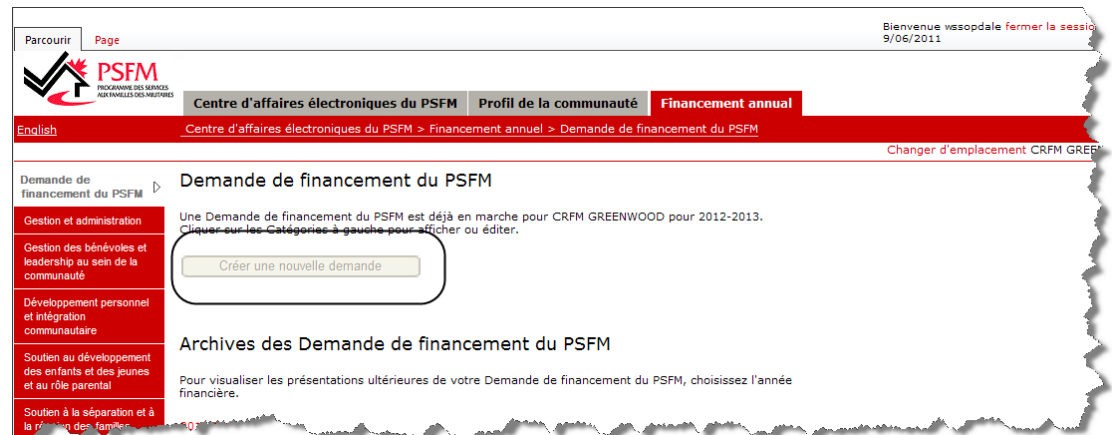 Bienvenue wssopdale fermer la sessio
9/06/2011
Parcourir Page
PSFM
PROGRAMME DES SERVICES
AUX FAMILLES DES MILITAIRES
Centre d'affaires électroniques du PSFM Profil de la communauté Financement annual
English Centre d'affaires électroniques du PSFM > Financement annuel > Demande de financement du PSFM
Changer d'emplacement CRFM GREEN
Demande de
financement du PSFM
Gestion et administration
Gestion des bénévoles et
leadership au sein de la
communauté
Développement personnel
et intégration
communautaire
Soutien au développement
des enfants et des jeunes
et au rôle parental
Soutien à la séparation et à
la des familles
Demande de financement du PSFM
Une Demande de financement du PSFM est déjà en marche pour CRFM GREENWOOD pour 2012-2013.
Cliquer sur les Catégories à gauche pour afficher ou éditer.
Créer une nouvelle demande
Archives des Demande de financement du PSFM
Pour visualiser les présentations ultérieures de votre Demande de financement du PSFM, choisissez l'année
financière.